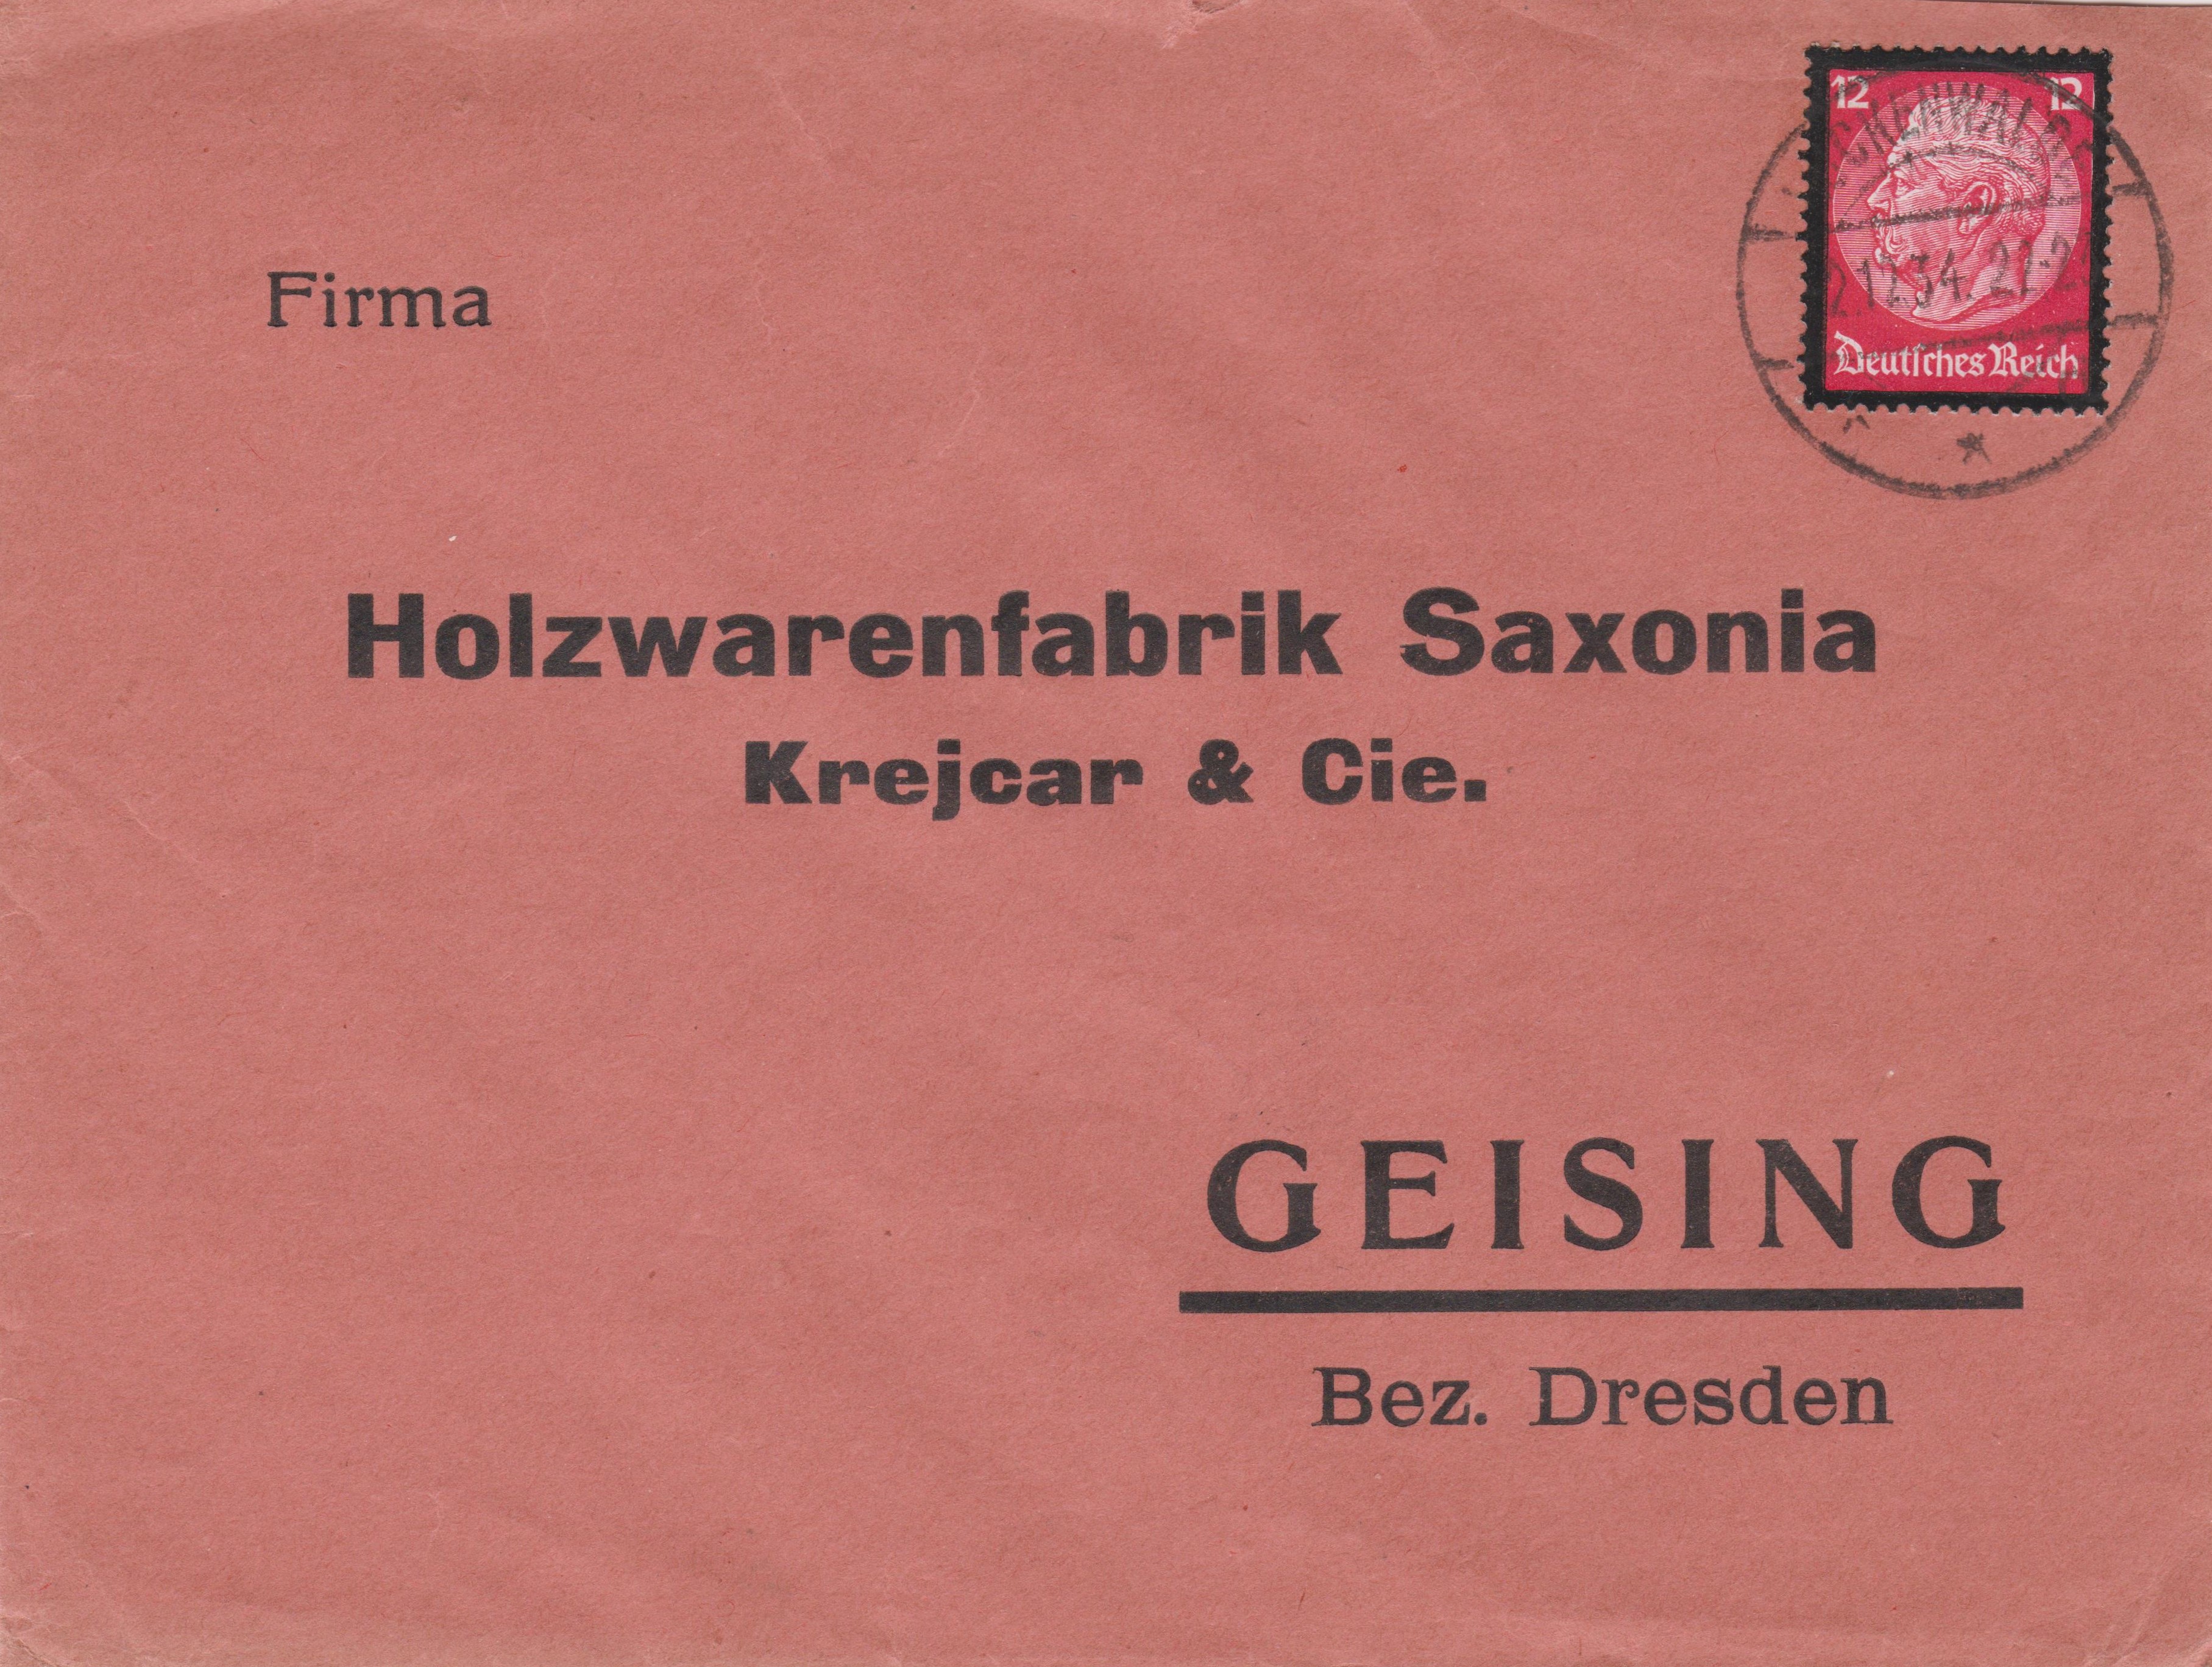 12 12
Deutsches Reich
Firma
Holzwarenfabrik Saxonia
Krejcar & Cie.
GEISING
Bez. Dresden